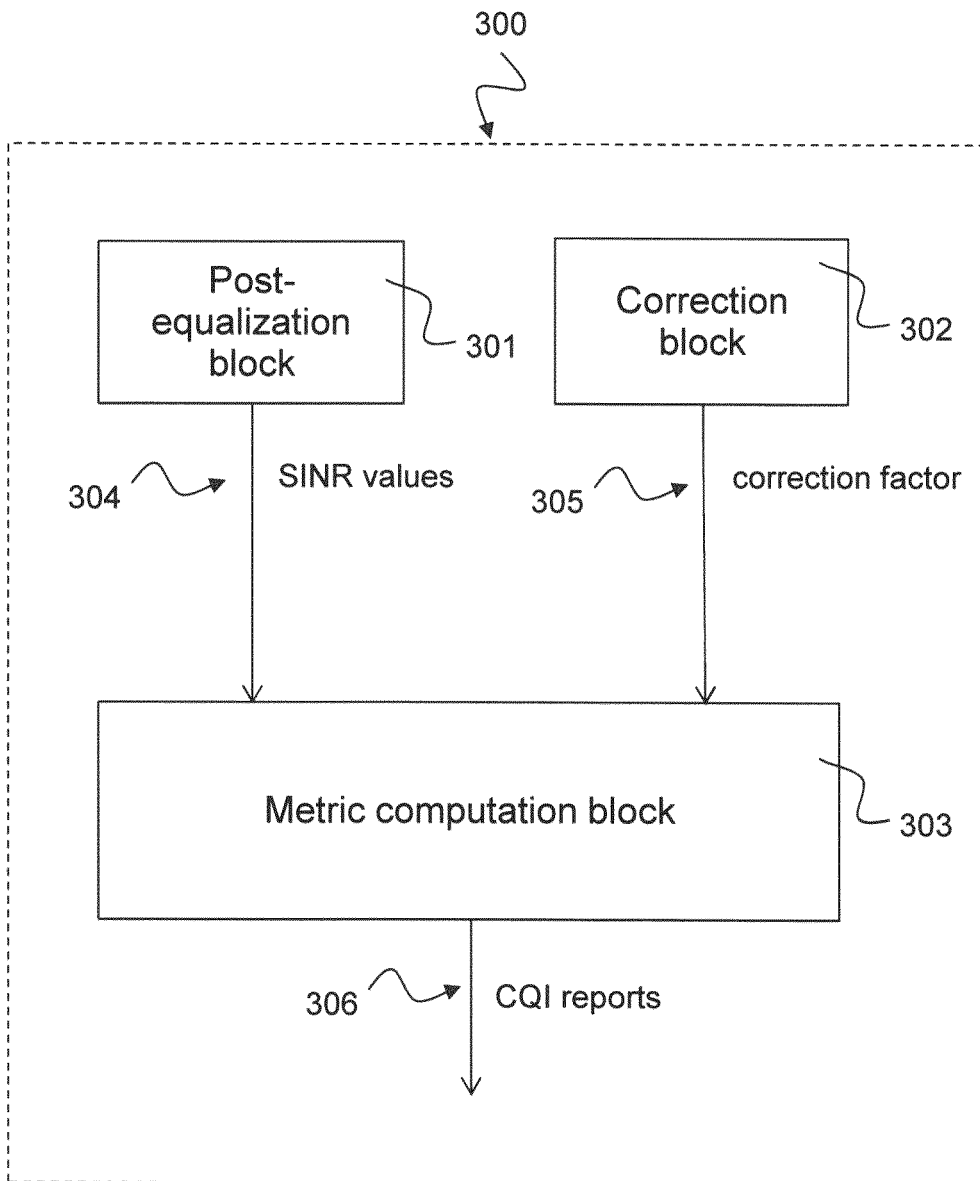 300
Post-
equalization
block
301
Correction
block
302
304
SINR values
305
correction factor
Metric computation block
303
306
CQI reports